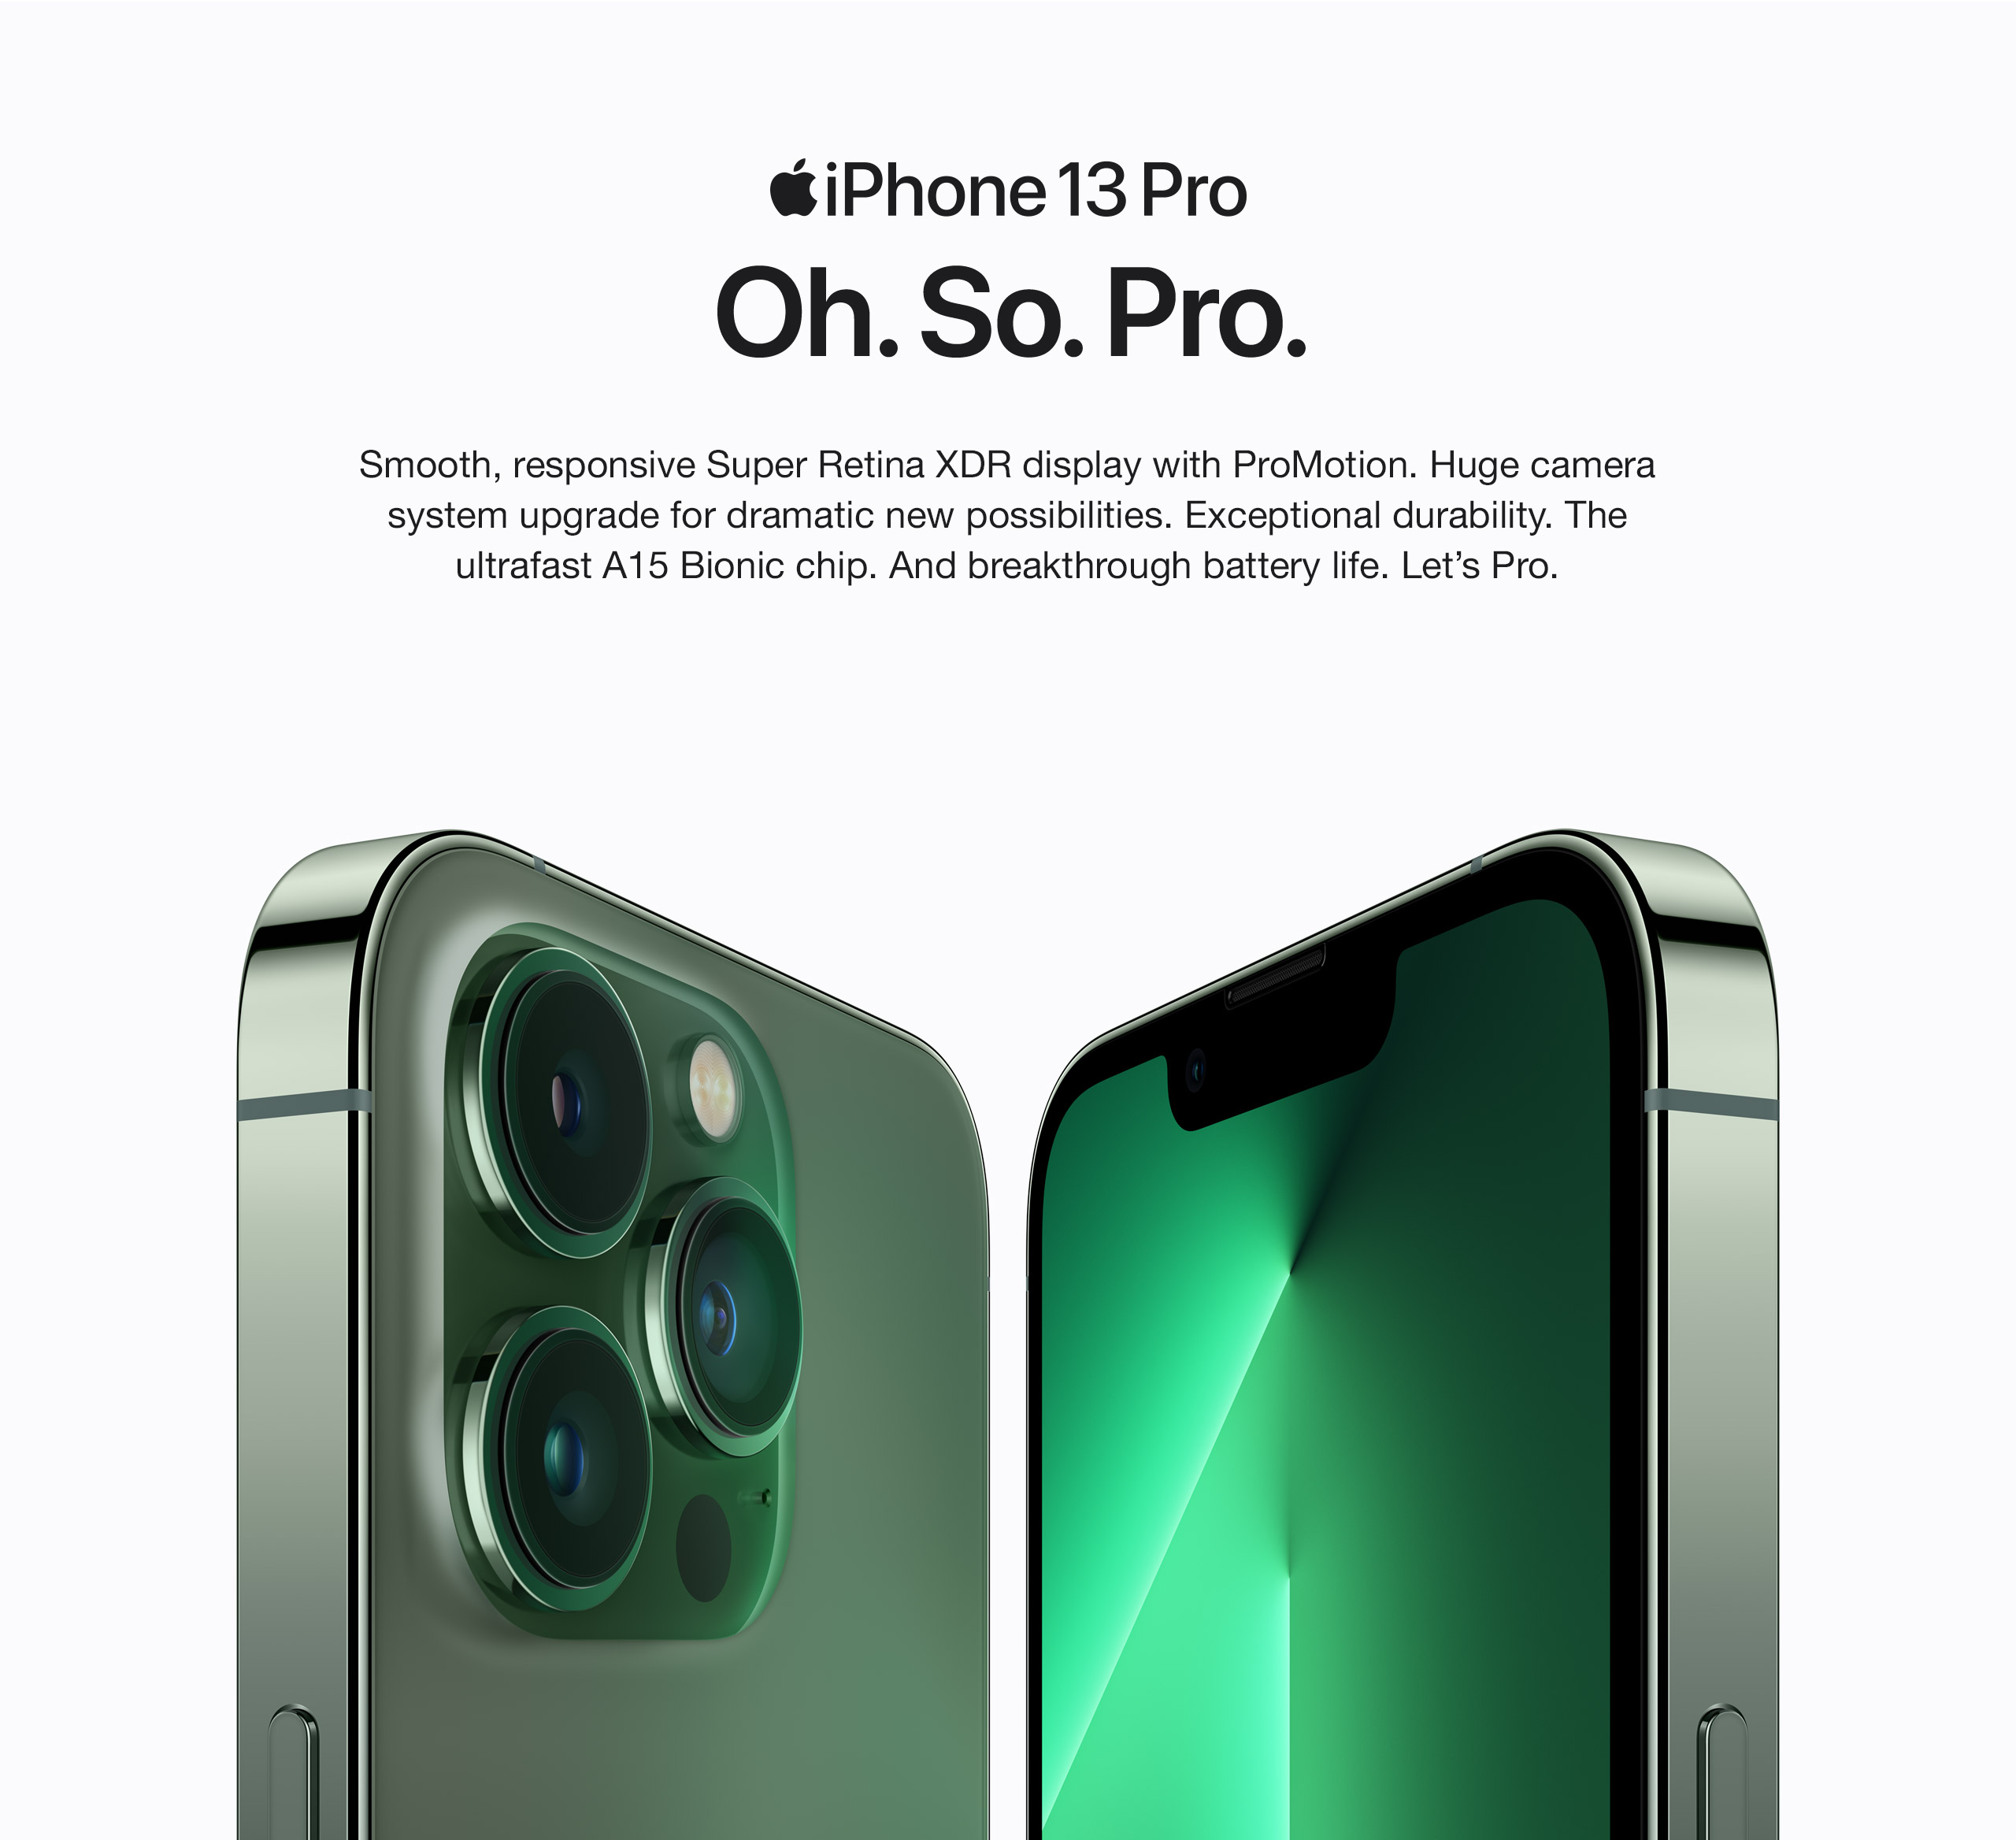 iPhone 13 Pro
Oh. So. Pro.
Smooth, responsive Super Retina XDR display with ProMotion. Huge camera
system upgrade for dramatic new possibilities. Exceptional durability. The
ultrafast A15 Bionic chip. And breakthrough battery life. Let’s Pro.